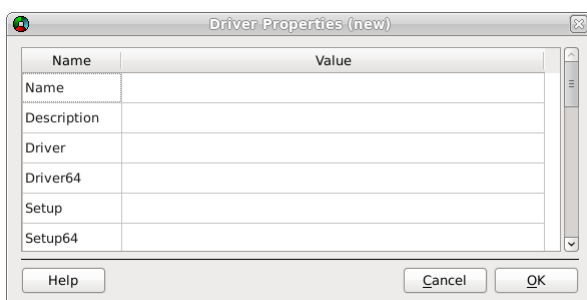 Driver Properties (new)
Name Value
Name
Description
Driver
Driver64
Setup
Setup64
Help Cancel OK